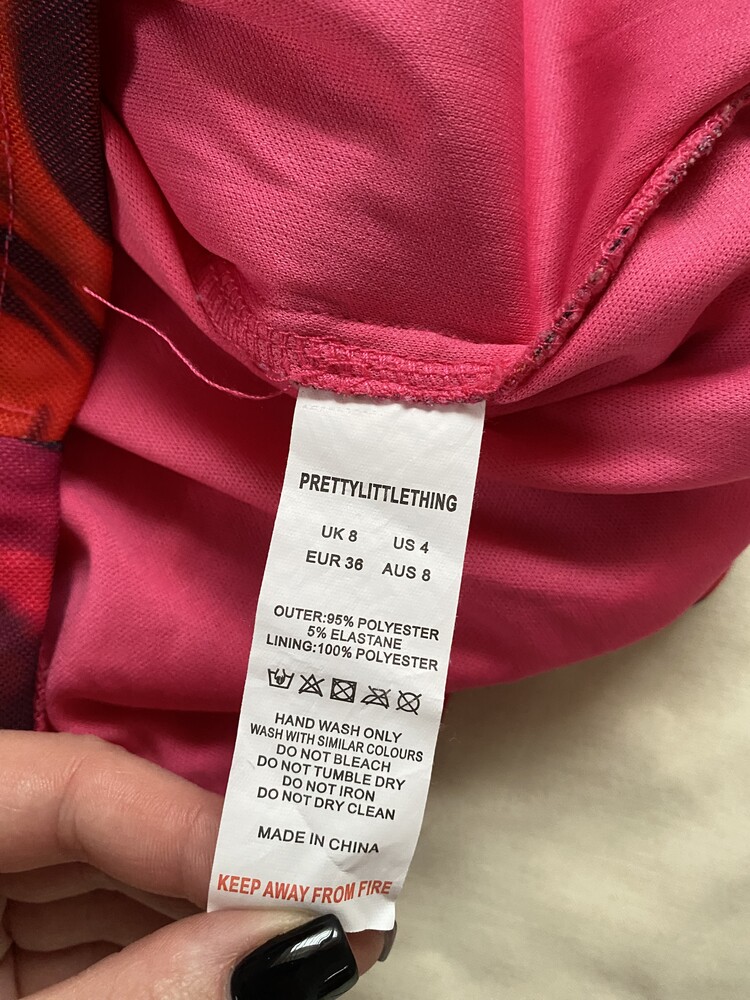 PRETTYLITTLETHING
UK 8 US 4
EUR 36 AUS 8
OUTER:95% POLYESTER
5% ELASTANE
LINING:100% POLYESTER
HAND WASH ONLY
WASH WITH SIMILAR COLOURS
DO NOT BLEACH
DO NOT TUMBLE DRY
DO NOT IRON
DO NOT DRY CLEAN
MADE IN CHINA
KEEP AWAY FROM FIRE